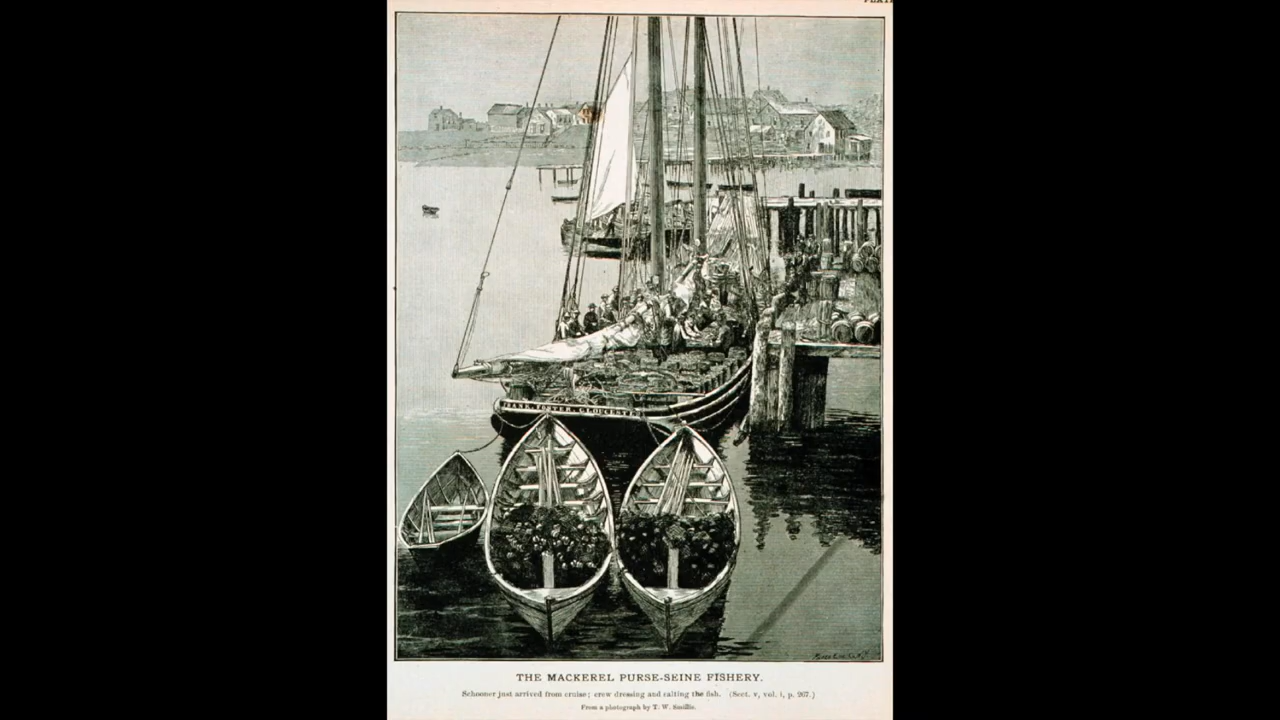 THE MACKEREL PURSE-SEINE FISHERY.
Schooner just arrived from cruise; crew dressing and salting the fish. (Sect. v, vol. i, p. 267.)
From a photograph by T. W. Smillie.